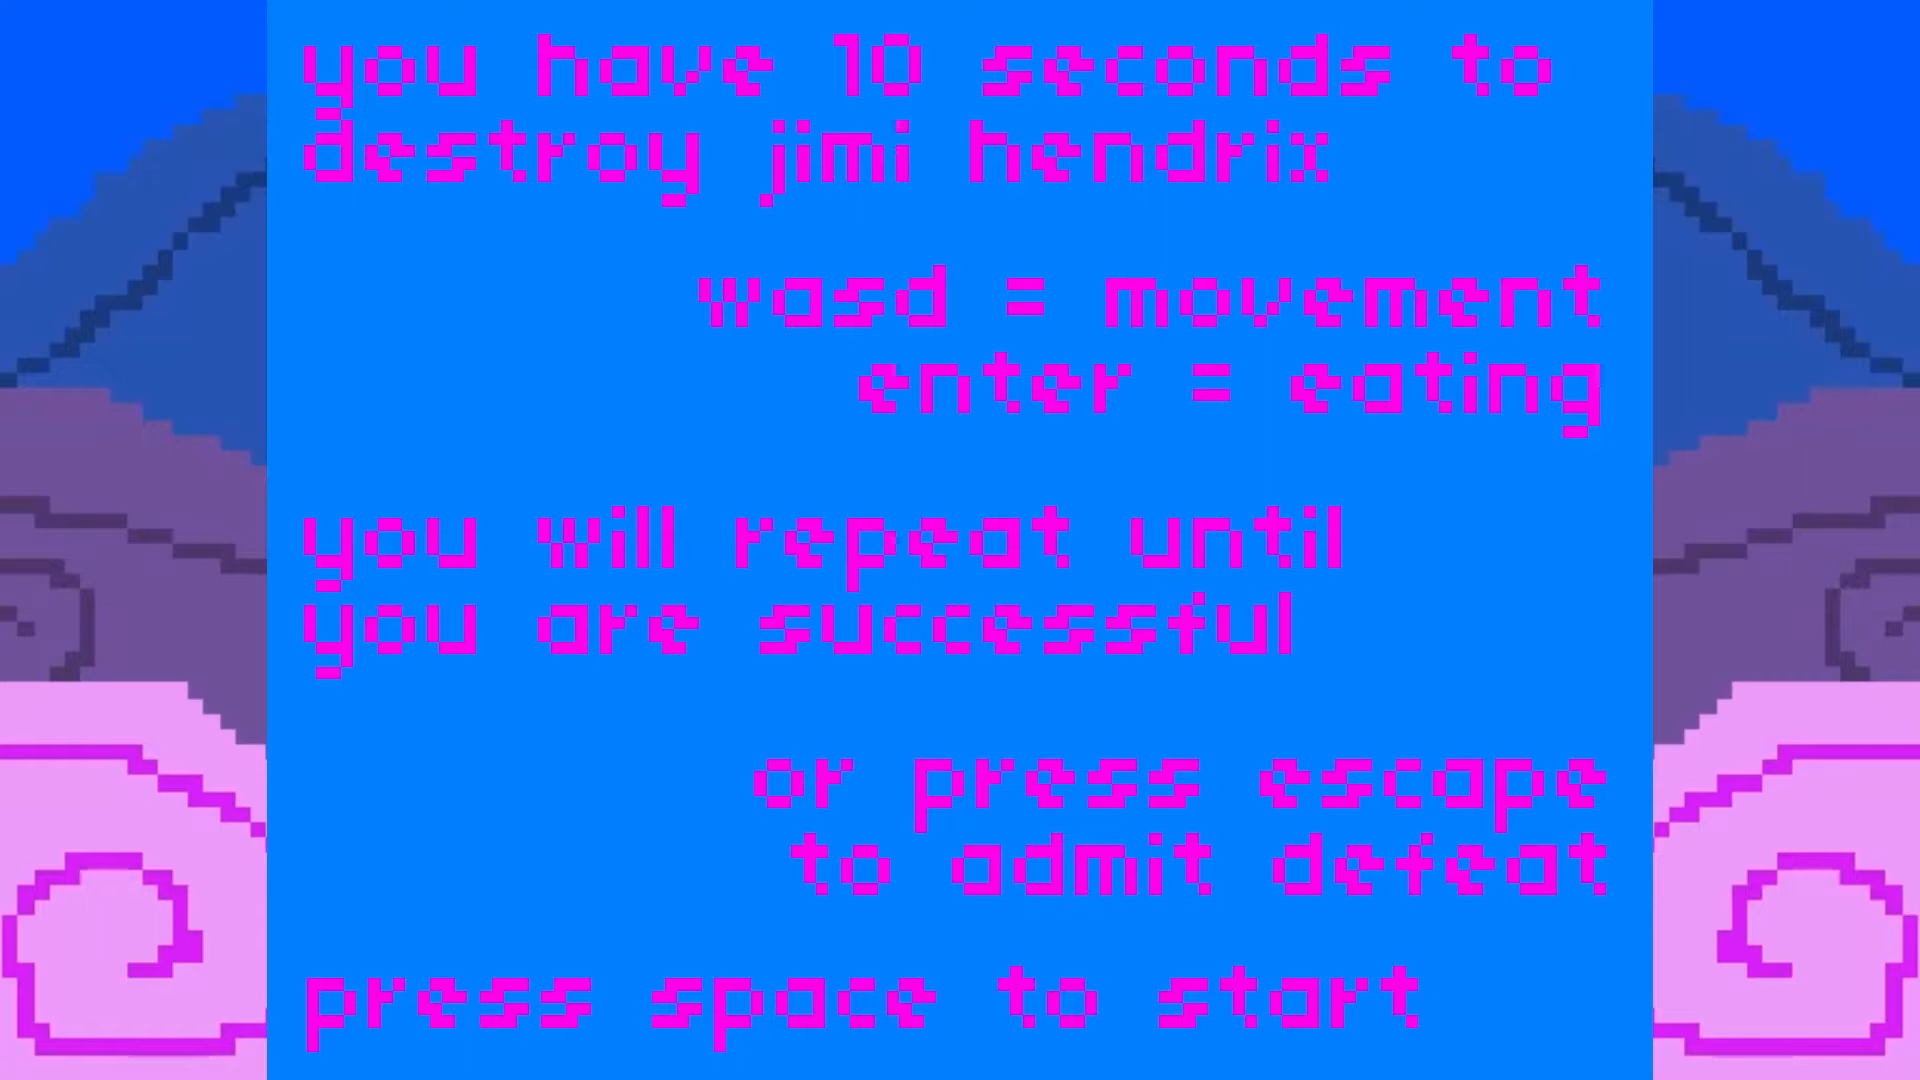 you have 10 seconds to
destroy jimi hendrix
wasd = movement
enter = eating
you will repeat until
you are successful
or press escape
to admit defeat
press space to start